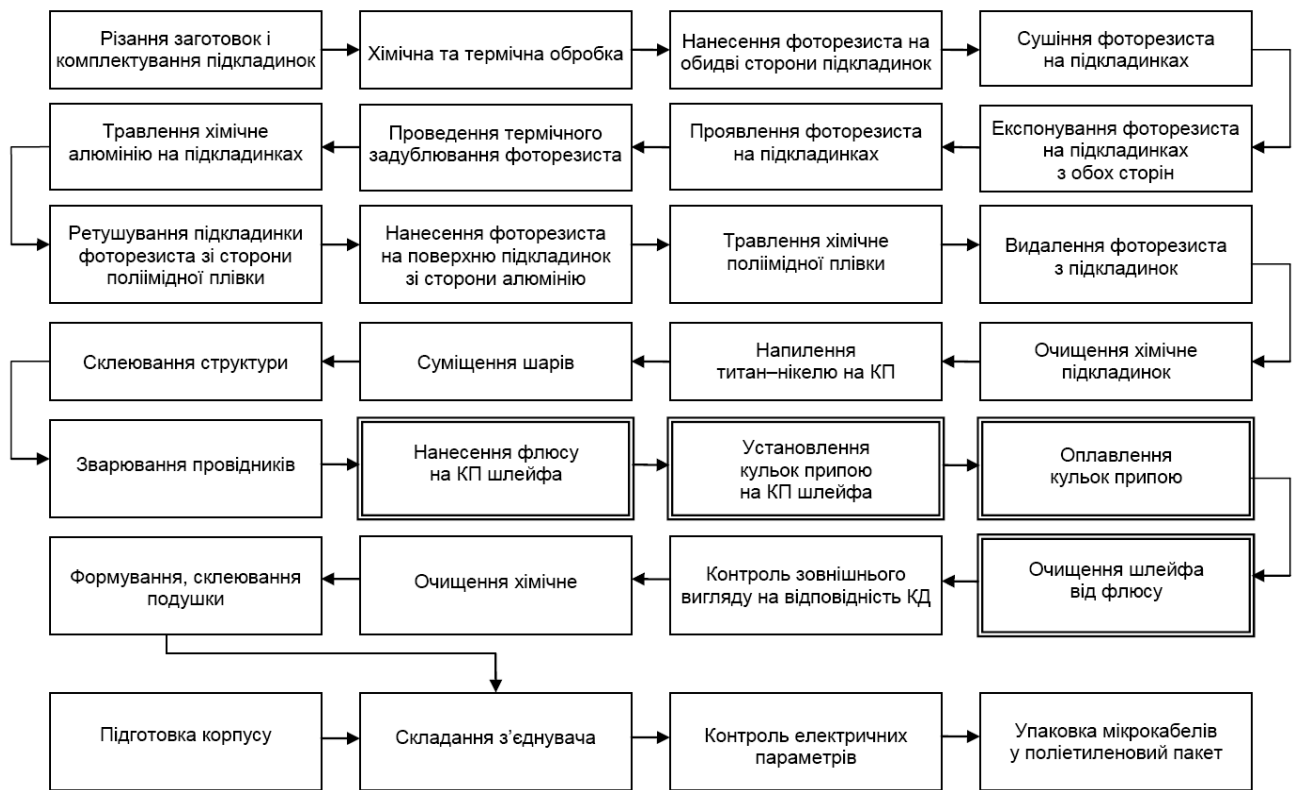 Різання заготовок і
комплектування підкладинок
Хімічна та термічна обробка
Нанесення фоторезиста на
обидві сторони підкладинок
Сушіння фоторезиста
на підкладинках
Експонування фоторезиста
на підкладинках
з обох сторін
Проявлення фоторезиста
на підкладинках
Проведення термічного
задублювання фоторезиста
Травлення хімічне
алюмінію на підкладинках
Ретушування підкладинки
фоторезиста зі сторони
поліімідної плівки
Нанесення фоторезиста
на поверхню підкладинок
зі сторони алюмінію
Травлення хімічне
поліімідної плівки
Видалення фоторезиста
з підкладинок
Очищення хімічне
підкладинок
Напилення
титан–нікелю на КП
Суміщення шарів
Склеювання структури
Зварювання провідників
Нанесення флюсу
на КП шлейфа
Установлення
кульок припою
на КП шлейфа
Оплавлення
кульок припою
Очищення шлейфа
від флюсу
Контроль зовнішнього
вигляду на відповідність КД
Очищення хімічне
Формування, склеювання
подушки
Підготовка корпусу
Складання з’єднувача
Контроль електричних
параметрів
Упаковка мікрокабелів
у поліетиленовий пакет